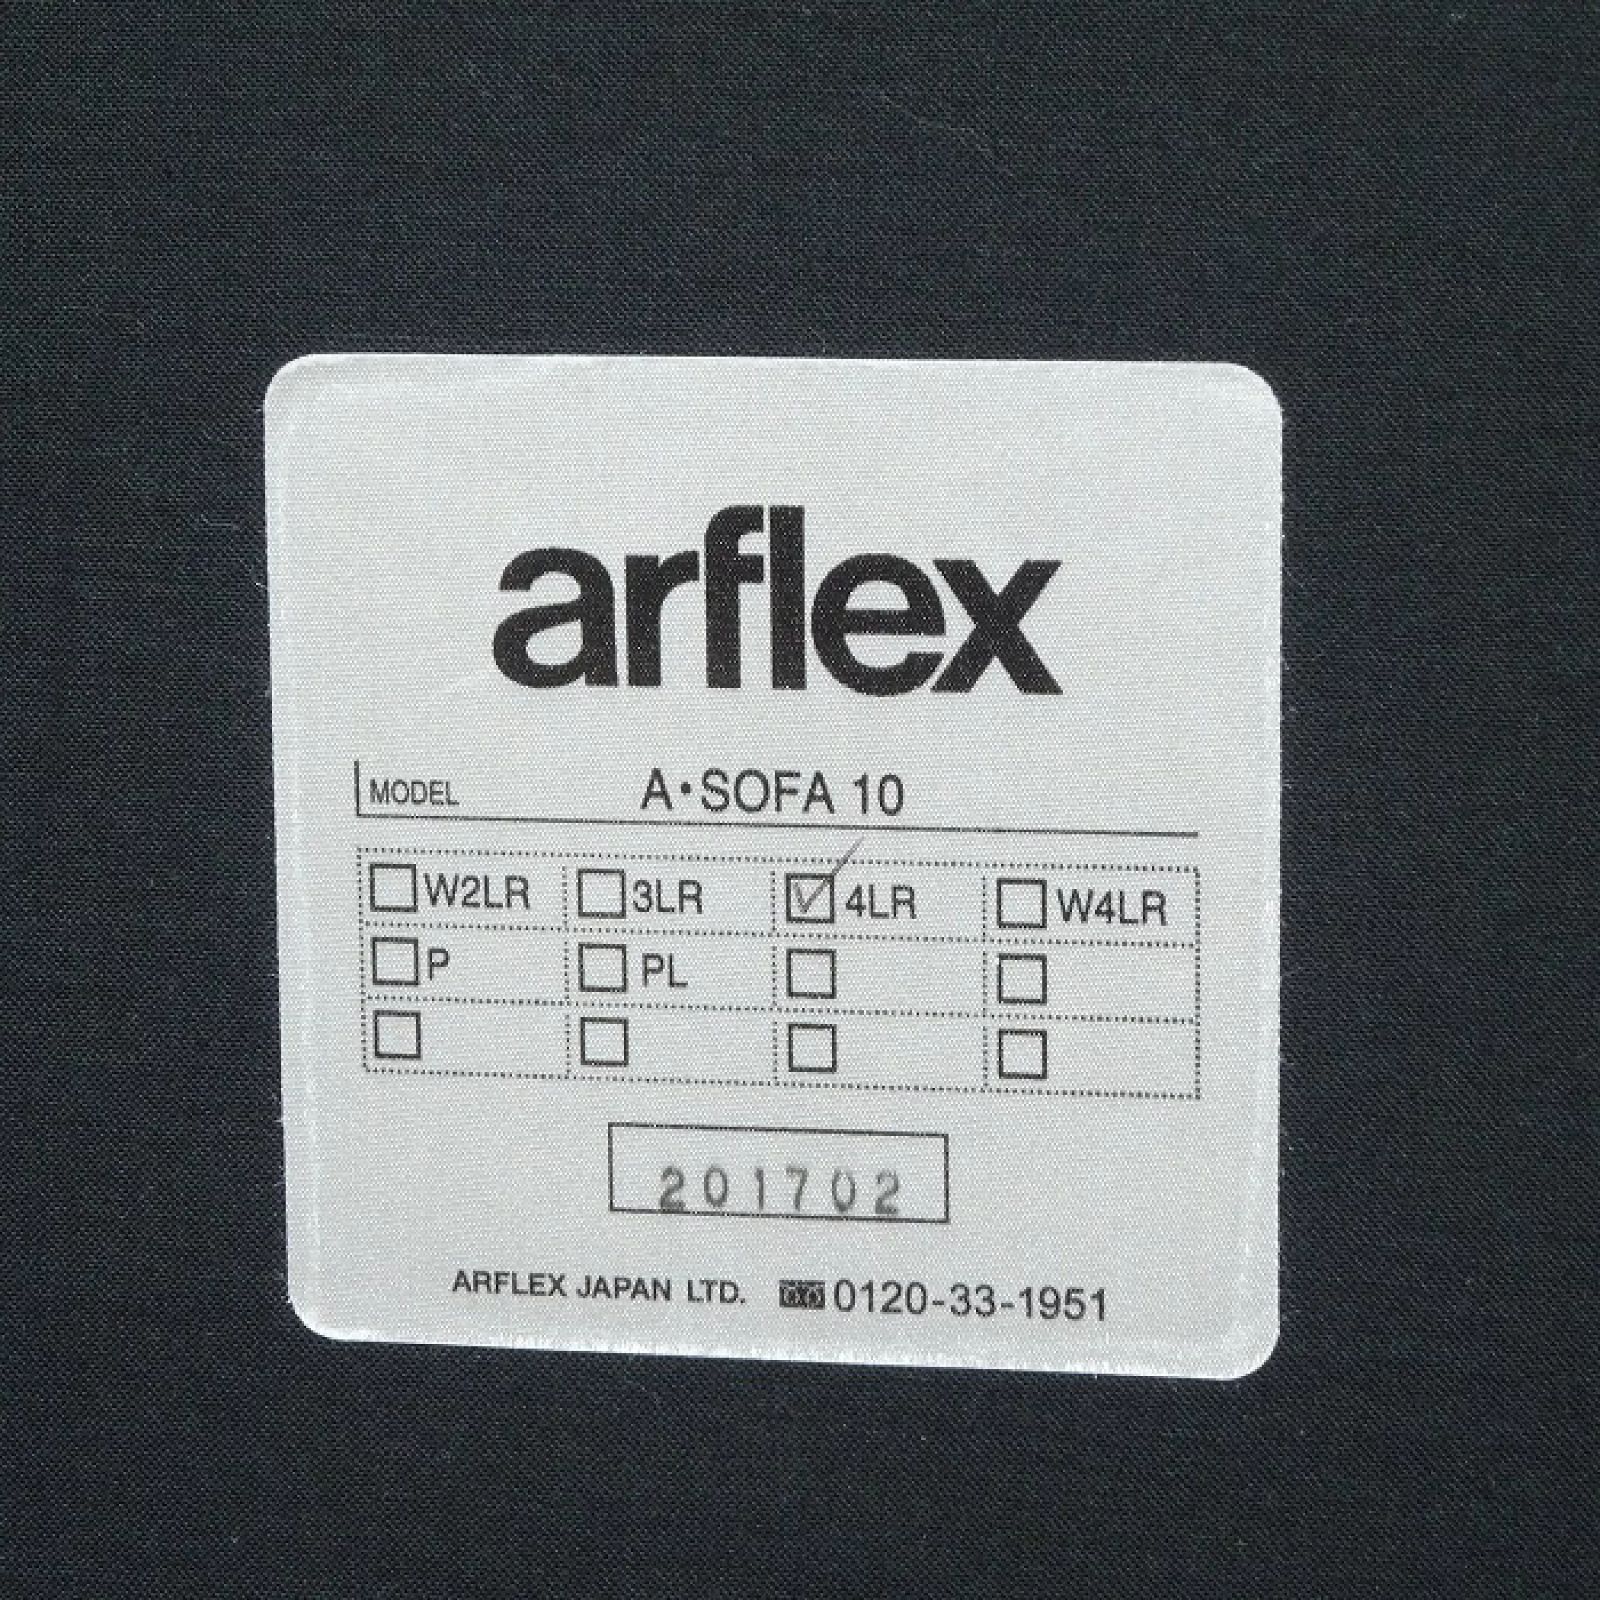 arflex
MODEL A•SOFA 10
W2LR 3LR 4LR W4LR
P PL
201702
ARFLEX JAPAN LTD. 0120-33-1951